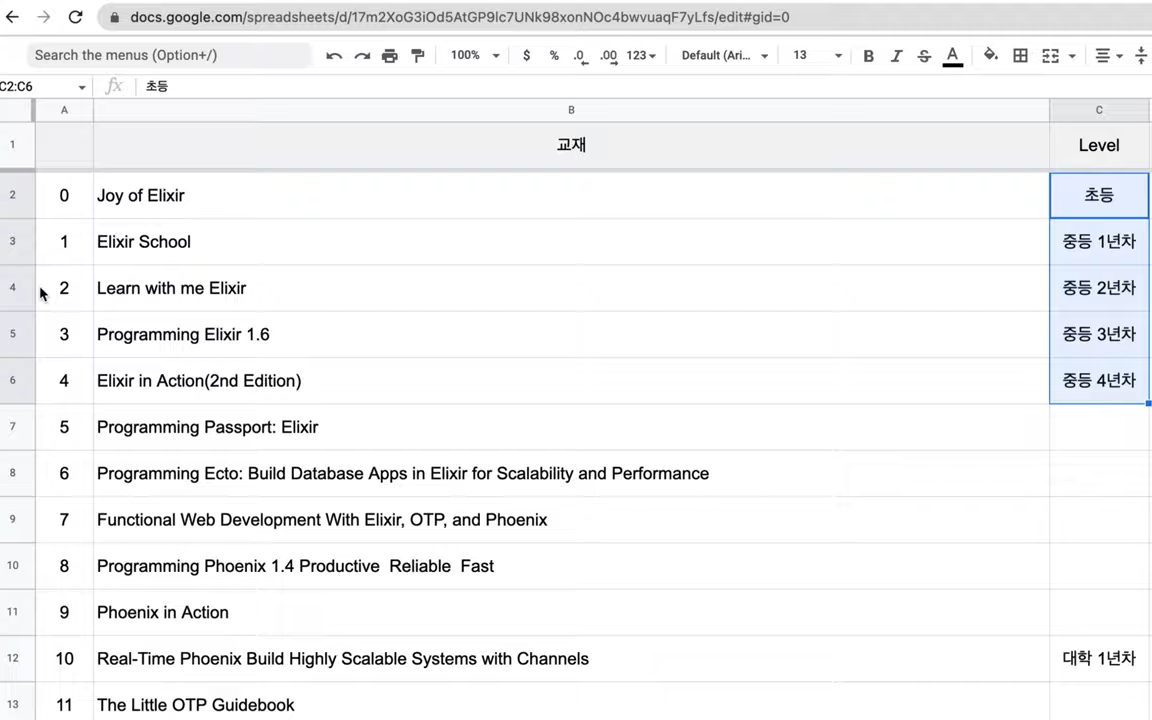 docs.google.com/spreadsheets/d/17m2XoG3iOd5AtGP9lc7UNk98xonNOc4bwvuaqF7yLfs/edit#gid=0
Search the menus (Option+/) 100% $ % .0 .00 123 Default (Ari... 13 B I S A
C2:C6 fx 초등
A B C
1 교재 Level
2 0 Joy of Elixir 초등
3 1 Elixir School 중등 1년차
4 2 Learn with me Elixir 중등 2년차
5 3 Programming Elixir 1.6 중등 3년차
6 4 Elixir in Action(2nd Edition) 중등 4년차
7 5 Programming Passport: Elixir
8 6 Programming Ecto: Build Database Apps in Elixir for Scalability and Performance
9 7 Functional Web Development With Elixir, OTP, and Phoenix
10 8 Programming Phoenix 1.4 Productive  Reliable  Fast
11 9 Phoenix in Action
12 10 Real-Time Phoenix Build Highly Scalable Systems with Channels 대학 1년차
13 11 The Little OTP Guidebook